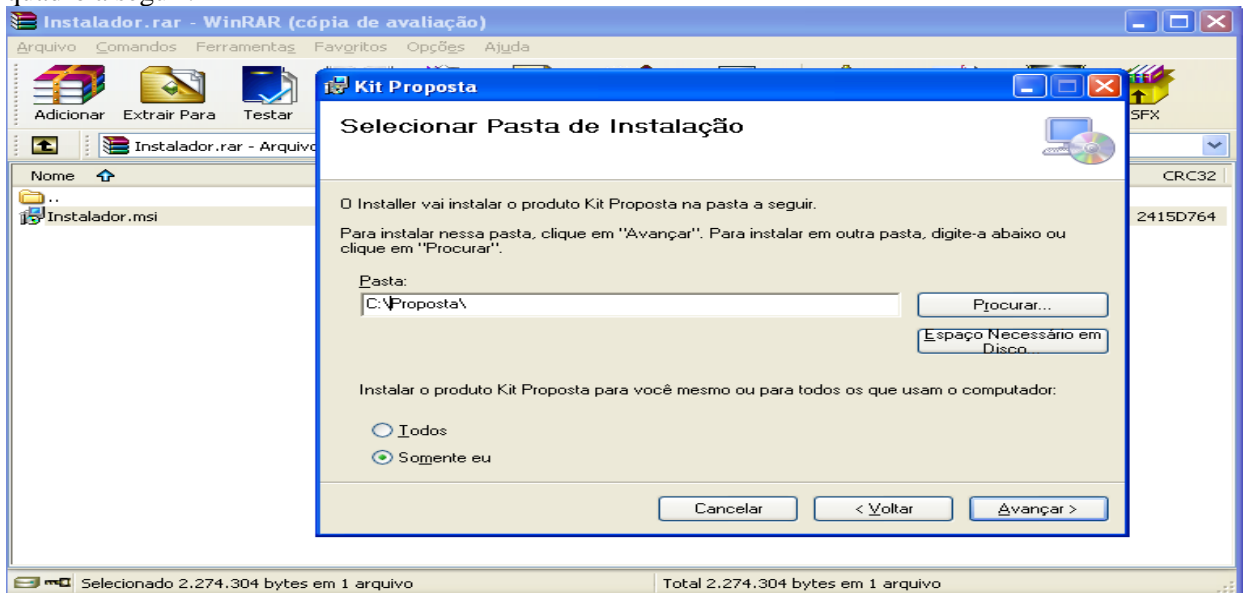 Instalador.rar - WinRAR (cópia de avaliação)
Arquivo Comandos Ferramentas Favoritos Opções Ajuda
Kit Proposta
Adicionar Extrair Para Testar
SFX
Selecionar Pasta de Instalação
Instalador.rar - Arquivo
Nome
CRC32
..
Instalador.msi
2415D764
O Installer vai instalar o produto Kit Proposta na pasta a seguir.
Para instalar nessa pasta, clique em "Avançar". Para instalar em outra pasta, digite-a abaixo ou
clique em "Procurar".
Pasta:
C:\Proposta\
Procurar...
Espaço Necessário em
Disco...
Instalar o produto Kit Proposta para você mesmo ou para todos os que usam o computador:
Todos
Somente eu
Cancelar < Voltar Avançar >
Selecionado 2.274.304 bytes em 1 arquivo
Total 2.274.304 bytes em 1 arquivo